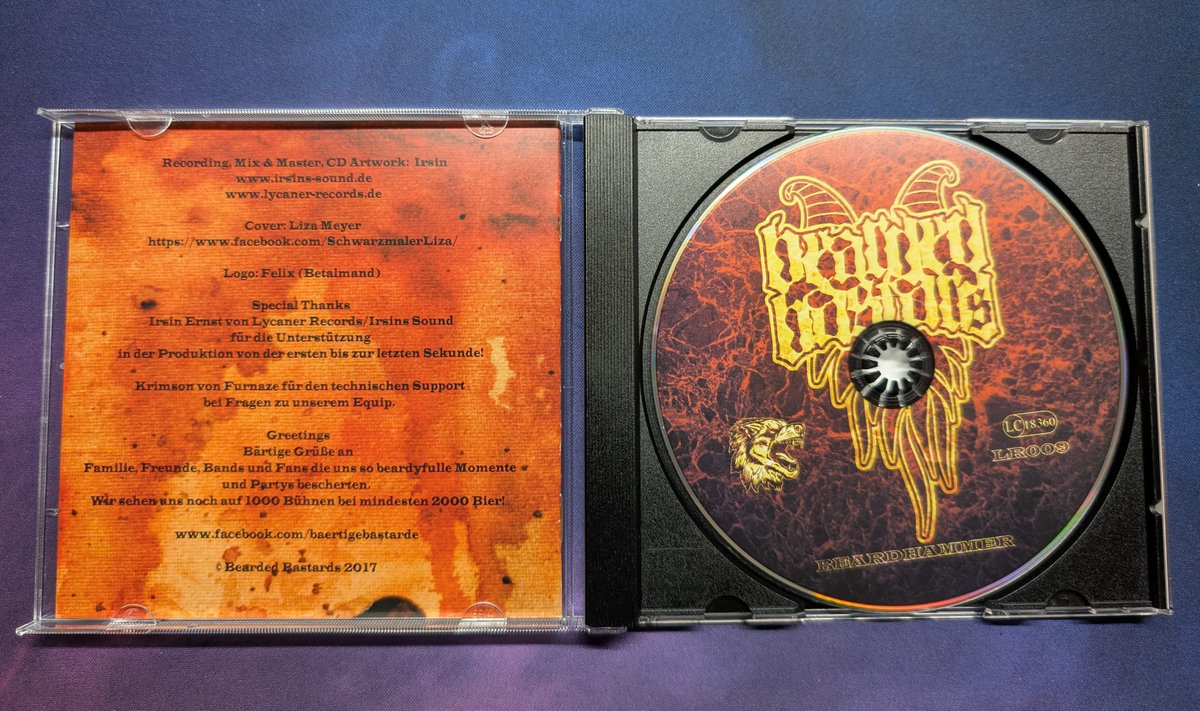 Recording, Mix & Master, CD Artwork: Irsin
www.irsins-sound.de
www.lycaner-records.de
Cover: Liza Meyer
https://www.facebook.com/SchwarzmalerLiza/
Logo: Felix (Betalmand)
Special Thanks
Irsin Ernst von Lycaner Records/Irsins Sound
für die Unterstützung
in der Produktion von der ersten bis zur letzten Sekunde!
Krimson von Furnaze für den technischen Support
bei Fragen zu unserem Equip.
Greetings
Bärtige Grüße an
Familie, Freunde, Bands und Fans die uns so beardyfulle Momente
und Partys bescherten.
Wir sehen uns noch auf 1000 Bühnen bei mindesten 2000 Bier!
www.facebook.com/baertigebastarde
©Bearded Bastards 2017
Bearded
Bastards
LC 18360
LR009
BEARDHAMMER